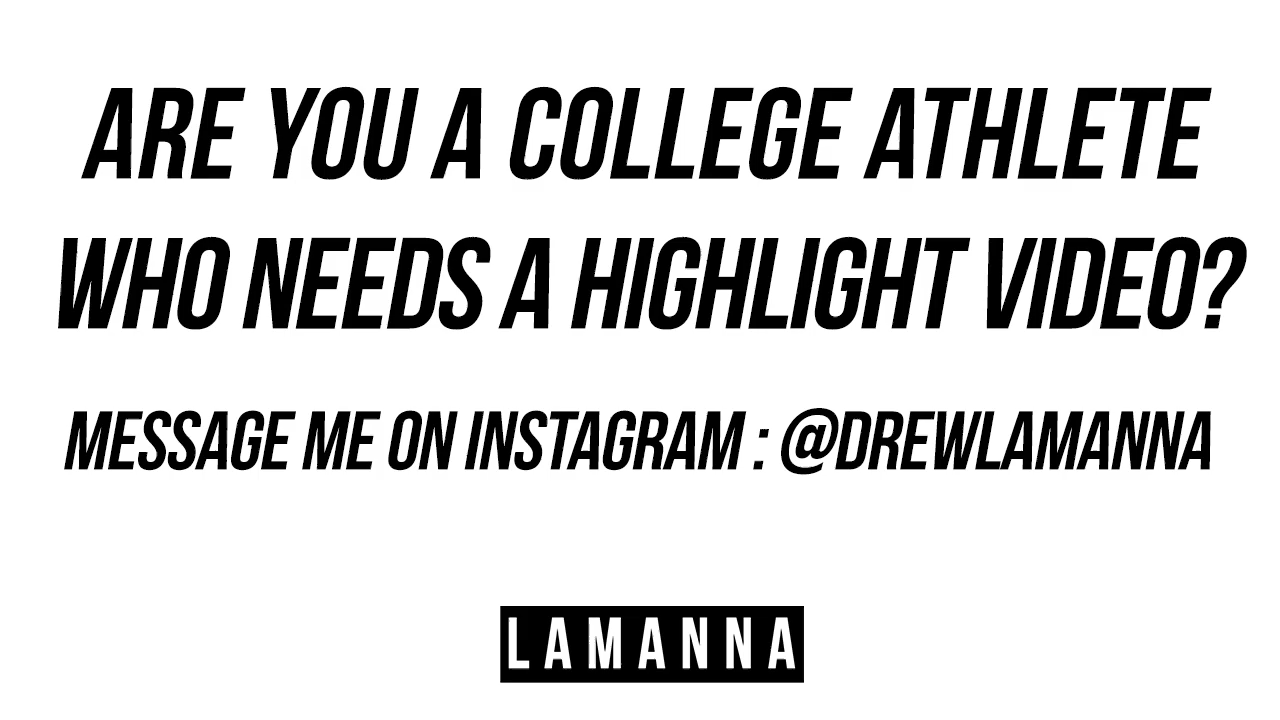 ARE YOU A COLLEGE ATHLETE
WHO NEEDS A HIGHLIGHT VIDEO?
MESSAGE ME ON INSTAGRAM : @DREWLAMANNA
LAMANNA